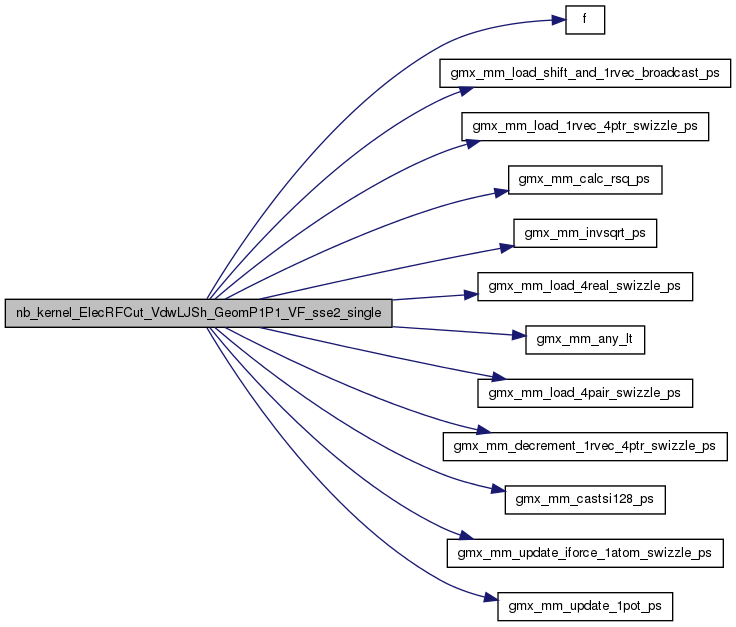 f
gmx_mm_load_shift_and_1rvec_broadcast_ps
gmx_mm_load_1rvec_4ptr_swizzle_ps
gmx_mm_calc_rsq_ps
gmx_mm_invsqrt_ps
gmx_mm_load_4real_swizzle_ps
nb_kernel_ElecRFCut_VdwLJSh_GeomP1P1_VF_sse2_single
gmx_mm_any_lt
gmx_mm_load_4pair_swizzle_ps
gmx_mm_decrement_1rvec_4ptr_swizzle_ps
gmx_mm_castsi128_ps
gmx_mm_update_iforce_1atom_swizzle_ps
gmx_mm_update_1pot_ps